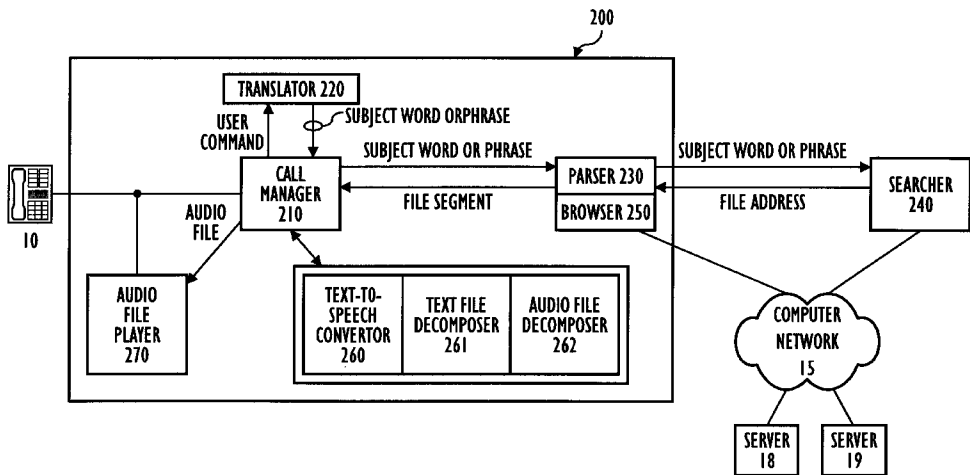 200
TRANSLATOR 220
USER
COMMAND
SUBJECT WORD ORPHRASE
SUBJECT WORD OR PHRASE
SUBJECT WORD OR PHRASE
CALL
MANAGER
210
PARSER 230
BROWSER 250
SEARCHER
240
FILE SEGMENT
FILE ADDRESS
10
AUDIO
FILE
AUDIO
FILE
PLAYER
270
TEXT-TO-
SPEECH
CONVERTOR
260
TEXT FILE
DECOMPOSER
261
AUDIO FILE
DECOMPOSER
262
COMPUTER
NETWORK
15
SERVER
18
SERVER
19